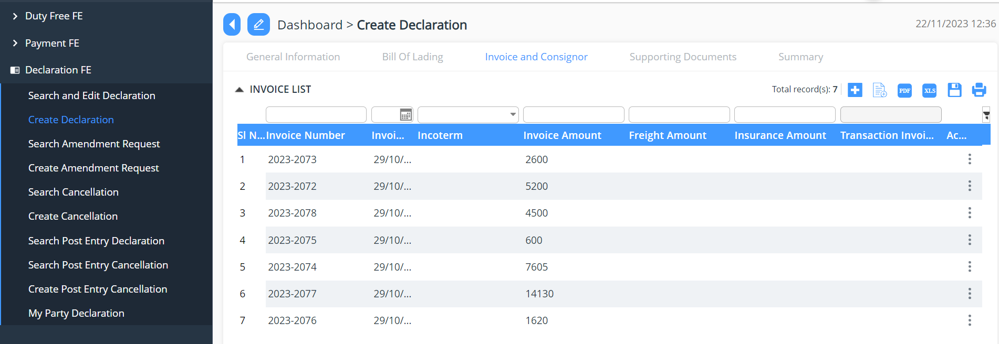 Duty Free FE
Payment FE
Declaration FE
Search and Edit Declaration
Create Declaration
Search Amendment Request
Create Amendment Request
Search Cancellation
Create Cancellation
Search Post Entry Declaration
Search Post Entry Cancellation
Create Post Entry Cancellation
My Party Declaration
Dashboard > Create Declaration
22/11/2023 12:36
General Information Bill Of Lading Invoice and Consignor Supporting Documents Summary
INVOICE LIST
Total record(s): 7
PDF XLS
Sl N... Invoice Number Invoi... Incoterm Invoice Amount Freight Amount Insurance Amount Transaction Invoi... Ac...
1 2023-2073 29/10/... 2600
2 2023-2072 29/10/... 5200
3 2023-2078 29/10/... 4500
4 2023-2075 29/10/... 600
5 2023-2074 29/10/... 7605
6 2023-2077 29/10/... 14130
7 2023-2076 29/10/... 1620